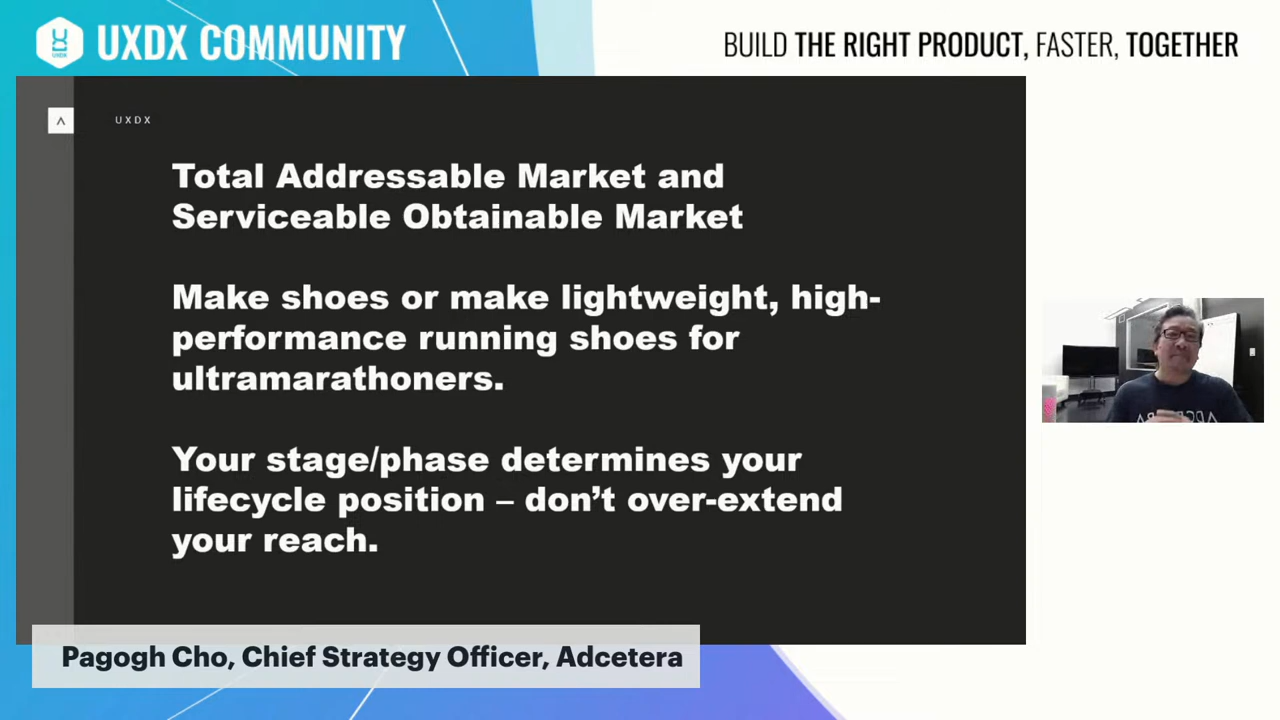 UXDX COMMUNITY
BUILD THE RIGHT PRODUCT, FASTER, TOGETHER
UXDX
Total Addressable Market and
Serviceable Obtainable Market
Make shoes or make lightweight, high-
performance running shoes for
ultramarathoners.
Your stage/phase determines your
lifecycle position – don’t over-extend
your reach.
Pagogh Cho, Chief Strategy Officer, Adcetera